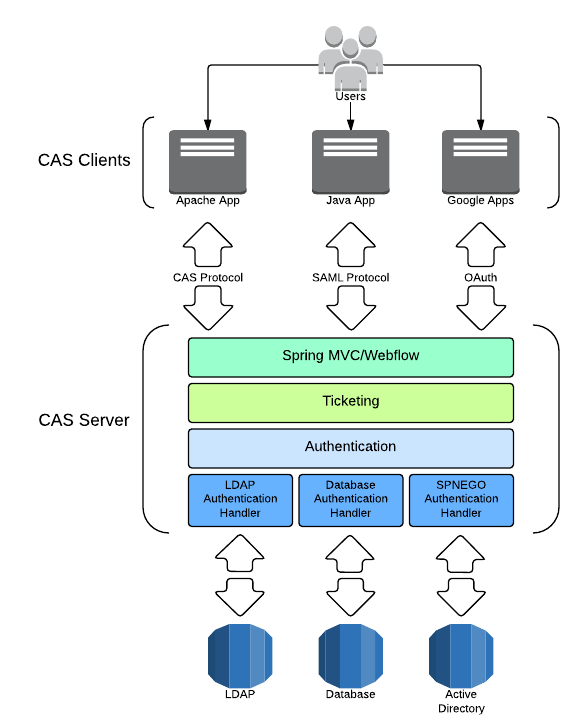 Users
CAS Clients
Apache App
Java App
Google Apps
CAS Protocol
SAML Protocol
OAuth
CAS Server
Spring MVC/Webflow
Ticketing
Authentication
LDAP
Authentication
Handler
Database
Authentication
Handler
SPNEGO
Authentication
Handler
LDAP
Database
Active
Directory